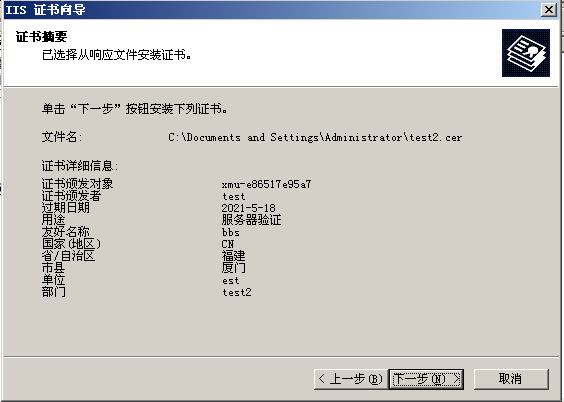 IIS 证书向导
证书摘要
已选择从响应文件安装证书。
单击“下一步”按钮安装下列证书。
文件名: C:\Documents and Settings\Administrator\test2.cer
证书详细信息:
证书颁发对象 xmu-e86517e95a7
证书颁发者 test
过期日期 2021-5-18
用途 服务器验证
友好名称 bbs
国家(地区) CN
省/自治区 福建
市县 厦门
单位 est
部门 test2
< 上一步(B) 下一步(N) > 取消